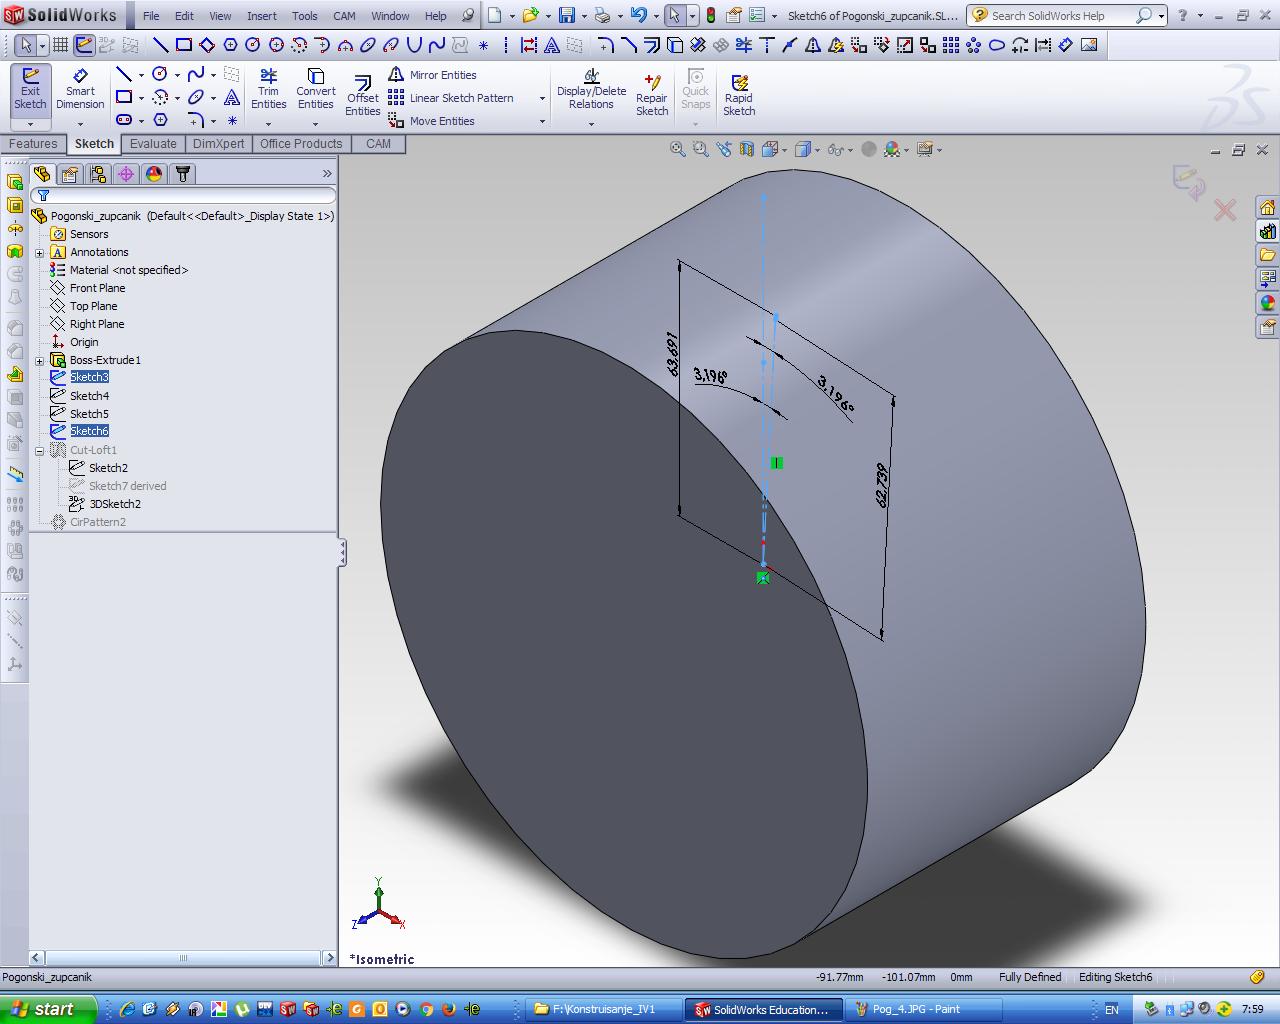 SolidWorks File Edit View Insert Tools CAM Window Help Sketch6 of Pogonski_zupcanik.SL... Search SolidWorks Help
Exit Sketch
Smart Dimension
Trim Entities
Convert Entities
Offset Entities
Mirror Entities
Linear Sketch Pattern
Move Entities
Display/Delete Relations
Repair Sketch
Quick Snaps
Rapid Sketch
Features Sketch Evaluate DimXpert Office Products CAM
Pogonski_zupcanik (Default<<Default>_Display State 1>)
Sensors
Annotations
Material <not specified>
Front Plane
Top Plane
Right Plane
Origin
Boss-Extrude1
Sketch3
Sketch4
Sketch5
Sketch6
Cut-Loft1
Sketch2
Sketch7 derived
3DSketch2
CirPattern2
63,691
3,196°
3,196°
62,739
Y
Z X
*Isometric
Pogonski_zupcanik -91.77mm -101.07mm 0mm Fully Defined Editing Sketch6
start F:\Konstruisanje_IV1 SolidWorks Education... Pog_4.JPG - Paint EN 7:59